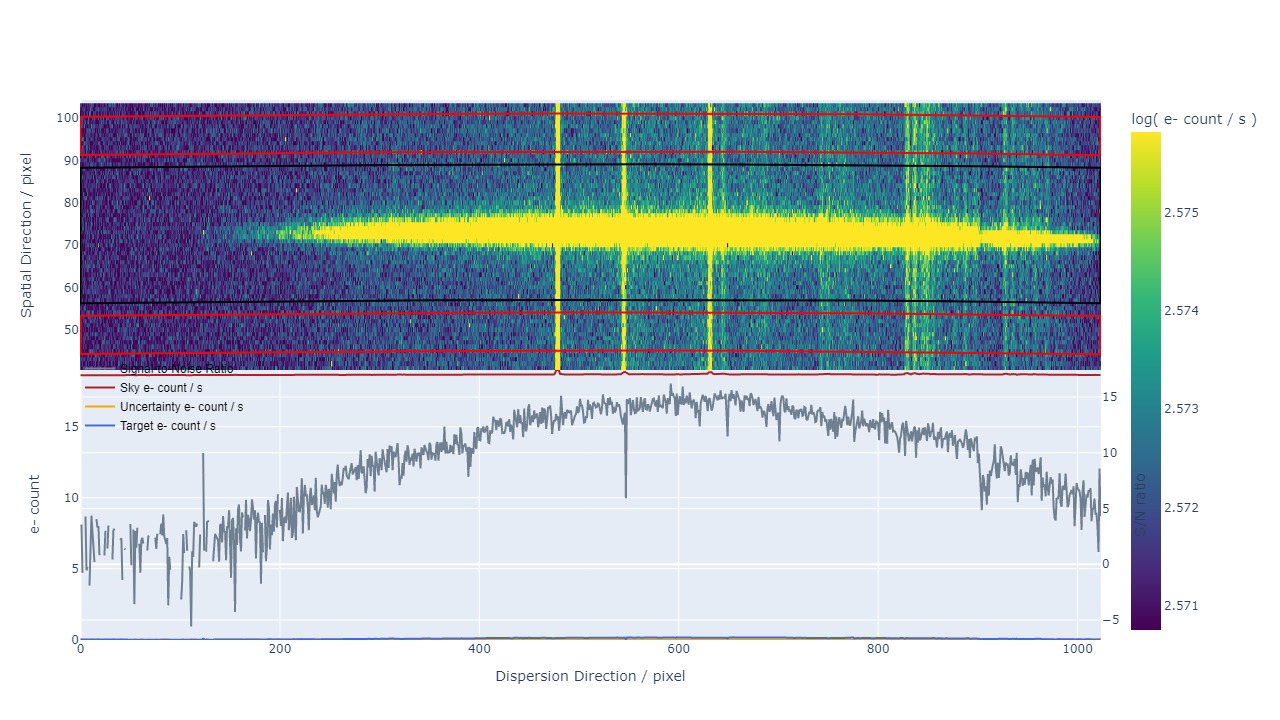 log( e- count / s )
100
90
80
70
60
50
Spatial Direction / pixel
2.575
2.574
2.573
2.572
2.571
Signal-to-Noise Ratio
Sky e- count / s
Uncertainty e- count / s
Target e- count / s
15
10
5
0
e- count
15
10
5
0
−5
S/N ratio
0
200
400
600
800
1000
Dispersion Direction / pixel